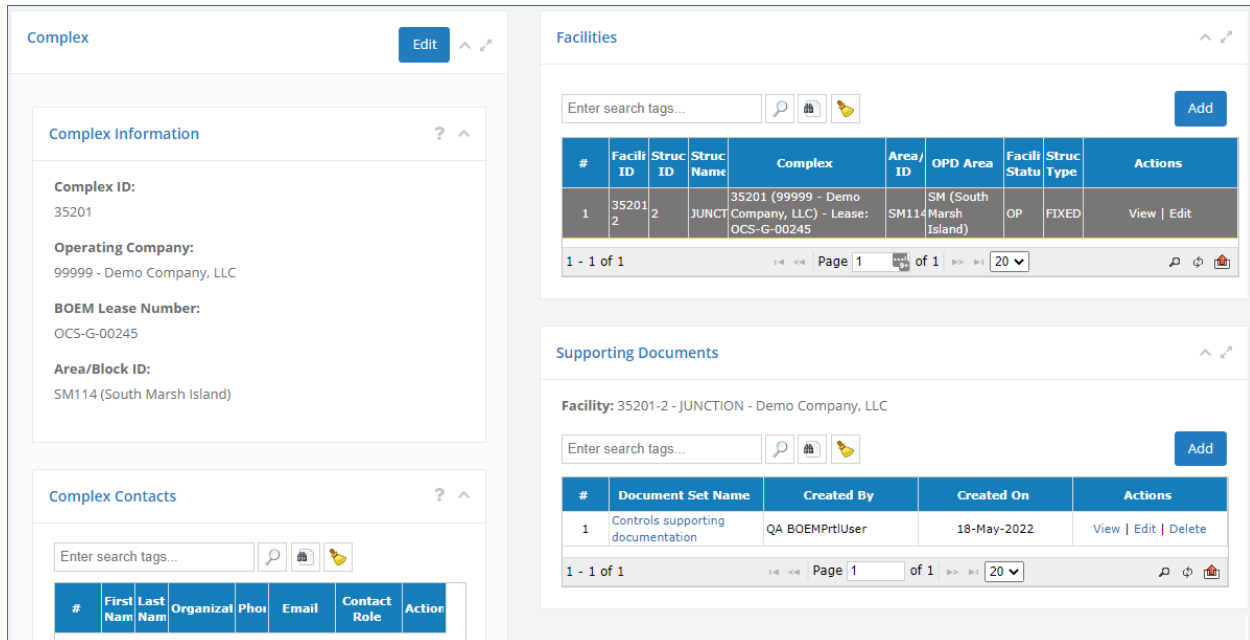 Complex
Edit
Complex Information
?
Complex ID:
35201
Operating Company:
99999 - Demo Company, LLC
BOEM Lease Number:
OCS-G-00245
Area/Block ID:
SM114 (South Marsh Island)
Complex Contacts
?
Enter search tags...
# First Nam Last Nam Organizat Phor Email Contact Role Action
Facilities
Enter search tags...
Add
# Facili ID Struc ID Struc Name Complex Area/ ID OPD Area Facili Statu Struc Type Actions
1 35201 2 2 JUNCT 35201 (99999 - Demo Company, LLC) - Lease: OCS-G-00245 SM114 SM (South Marsh Island) OP FIXED View | Edit
1 - 1 of 1 Page 1 of 1 20
Supporting Documents
Facility: 35201-2 - JUNCTION - Demo Company, LLC
Enter search tags...
Add
# Document Set Name Created By Created On Actions
1 Controls supporting documentation QA BOEMPrtlUser 18-May-2022 View | Edit | Delete
1 - 1 of 1 Page 1 of 1 20